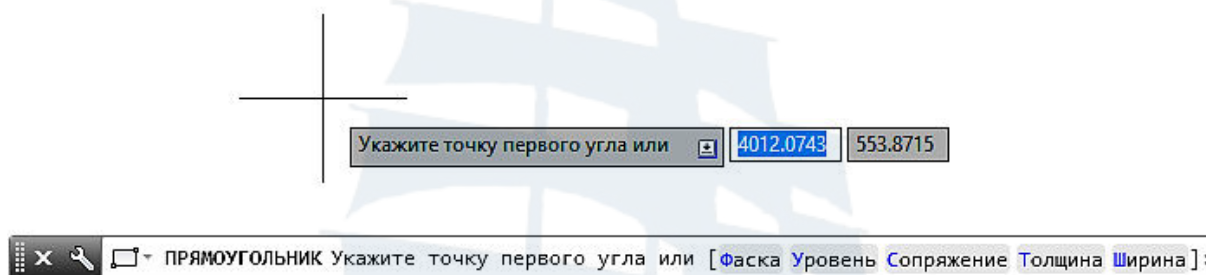 Укажите точку первого угла или 4012.0743 553.8715
ПРЯМОУГОЛЬНИК Укажите точку первого угла или [Фаска Уровень Сопряжение Толщина Ширина]: